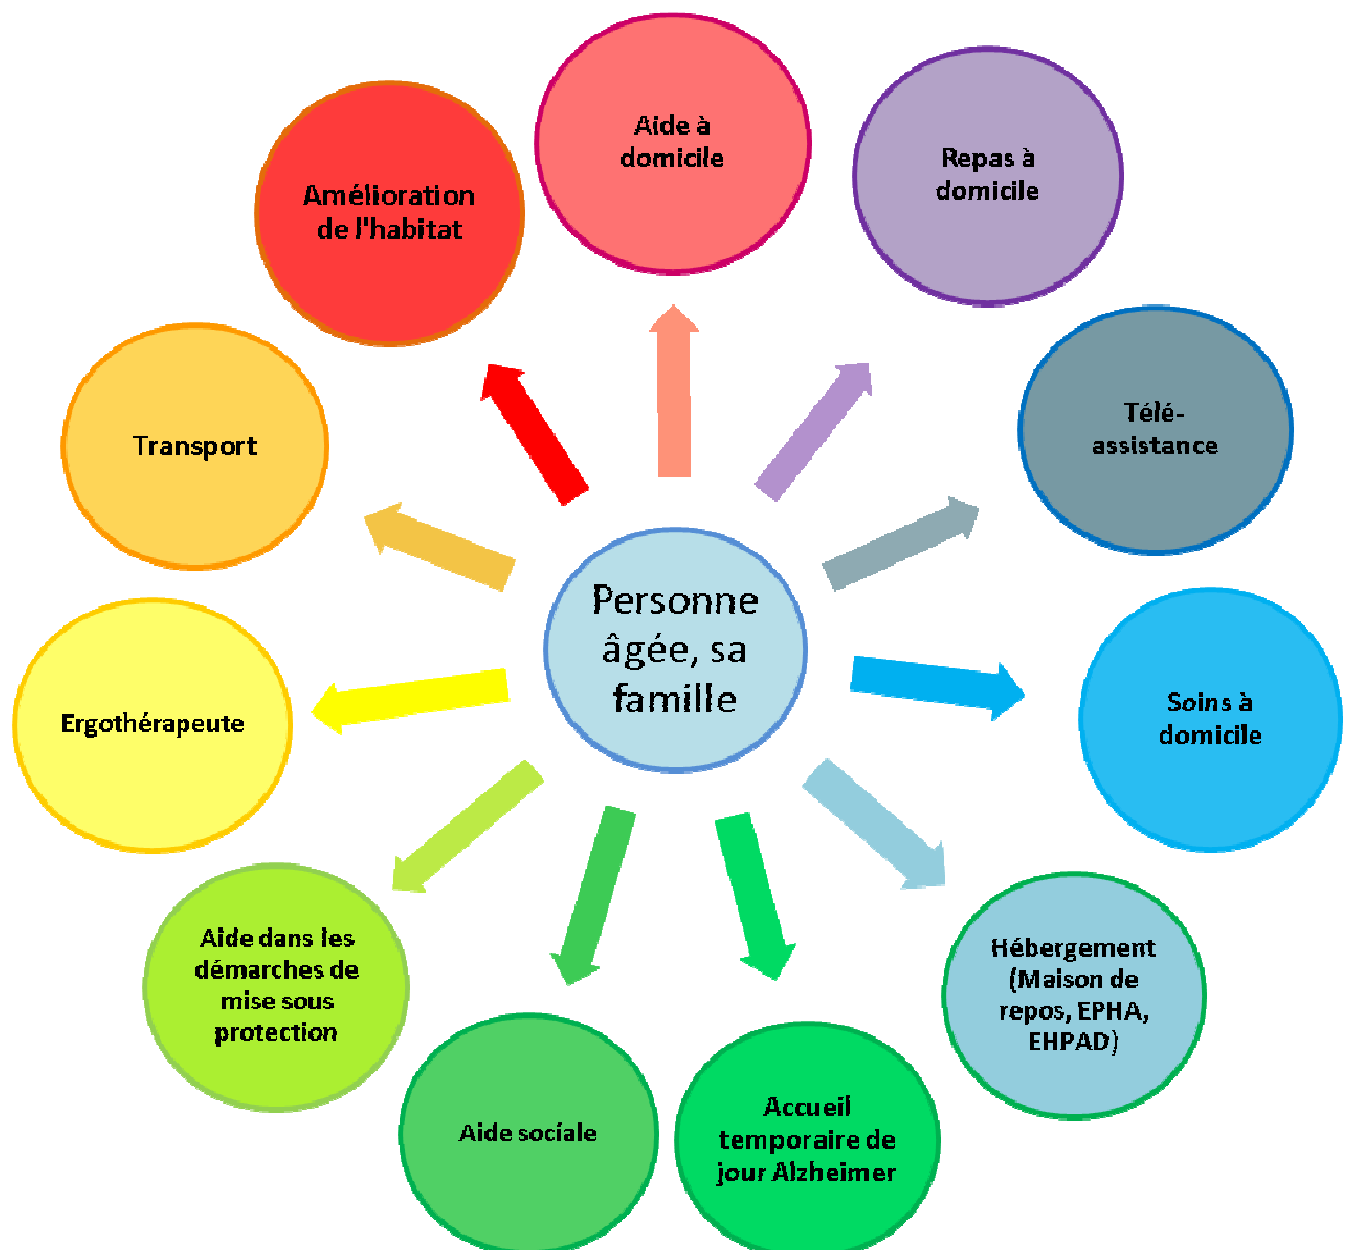 Aide à
domicile
Repas à
domicile
Amélioration
de l'habitat
Télé-
assistance
Transport
Personne
âgée, sa
famille
Soins à
domicile
Ergothérapeute
Aide dans les
démarches de
mise sous
protection
Hébergement
(Maison de
repos, EPHA,
EHPAD)
Aide sociale
Accueil
temporaire de
jour Alzheimer